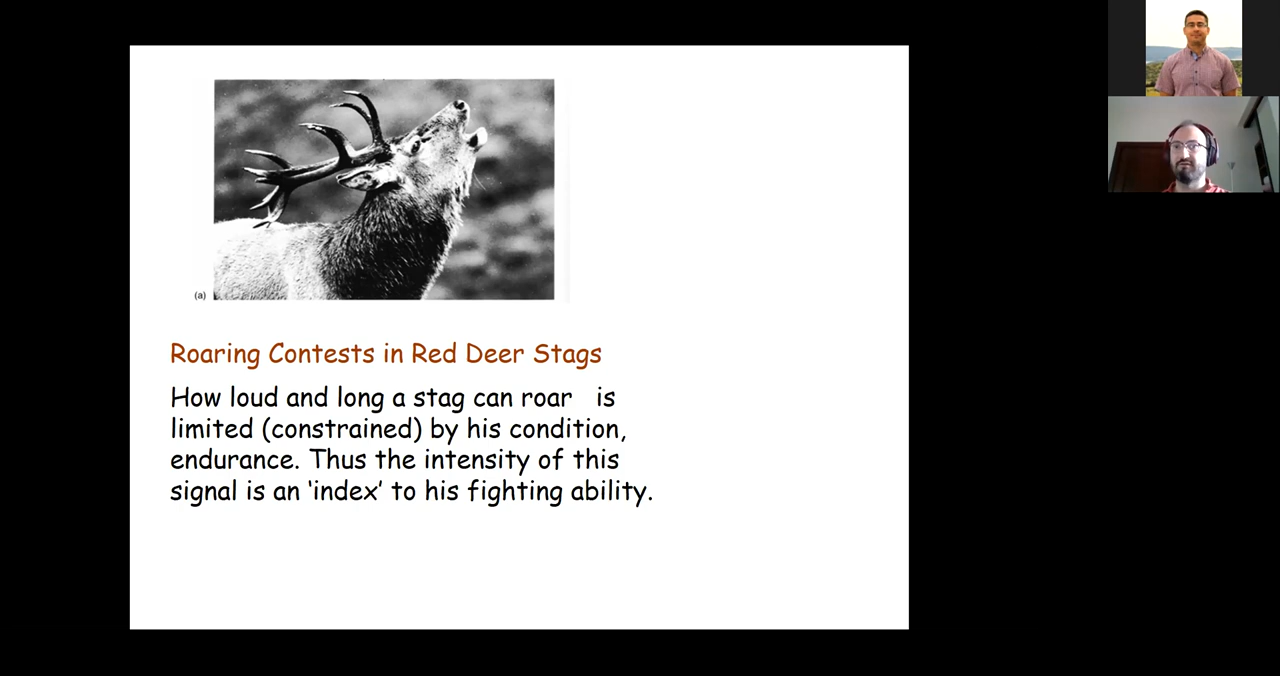 (a)
Roaring Contests in Red Deer Stags
How loud and long a stag can roar is
limited (constrained) by his condition,
endurance. Thus the intensity of this
signal is an ‘index’ to his fighting ability.